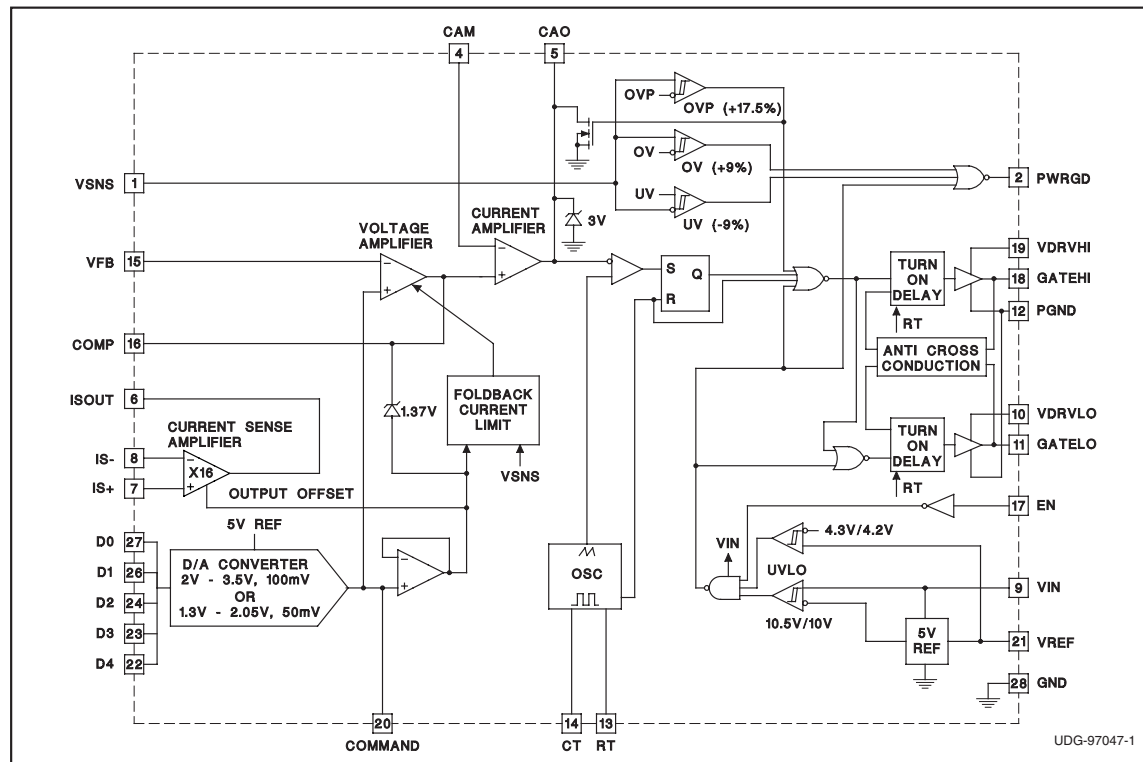 CAM
4
CAO
5
OVP
OVP (+17.5%)
OV
OV (+9%)
UV
UV (-9%)
VSNS
1
2
PWRGD
VOLTAGE
AMPLIFIER
CURRENT
AMPLIFIER
3V
VFB
15
−
+
−
+
S
Q
R
TURN
ON
DELAY
RT
19
VDRVHI
18
GATEHI
12
PGND
COMP
16
ANTI CROSS
CONDUCTION
ISOUT
6
1.37V
FOLDBACK
CURRENT
LIMIT
VSNS
10
VDRVLO
11
GATELO
TURN
ON
DELAY
RT
CURRENT SENSE
AMPLIFIER
IS-
8
IS+
7
−
X16
+
OUTPUT OFFSET
17
EN
5V REF
D0
27
D1
26
D2
24
D3
23
D4
22
D/A CONVERTER
2V - 3.5V, 100mV
OR
1.3V - 2.05V, 50mV
−
+
OSC
VIN
UVLO
4.3V/4.2V
10.5V/10V
9
VIN
5V
REF
21
VREF
28
GND
20
COMMAND
14
CT
13
RT
UDG-97047-1